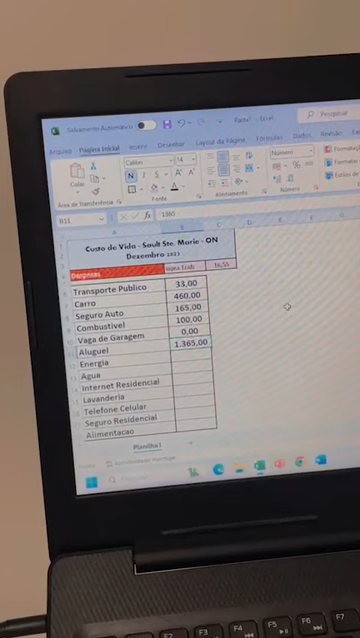 Salvamento Automático
Pasta1 - Excel
Pesquisar
Arquivo Página Inicial Inserir Desenhar Layout da Página Fórmulas Dados Revisão
Colar
Calibri 14
N I S
Número
Área de Transferência Fonte Alinhamento Número
B11 fx 1365
A B C D E F G
Custo de Vida - Sault Ste. Marie - ON
Dezembro 2023
Despesas 16,55
Transporte Publico 33,00
Carro 460,00
Seguro Auto 165,00
Combustivel 100,00
Vaga de Garagem 0,00
Aluguel 1.365,00
Energia
Agua
Internet Residencial
Lavanderia
Telefone Celular
Seguro Residencial
Alimentacao
Planilha1
F2 F3 F4 F5 F6 F7